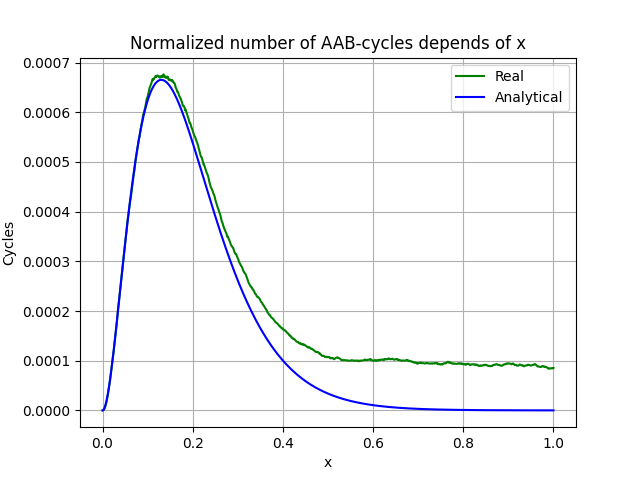 Normalized number of AAB-cycles depends of x
Real
Analytical
Cycles
0.0007
0.0006
0.0005
0.0004
0.0003
0.0002
0.0001
0.0000
0.0 0.2 0.4 0.6 0.8 1.0
x